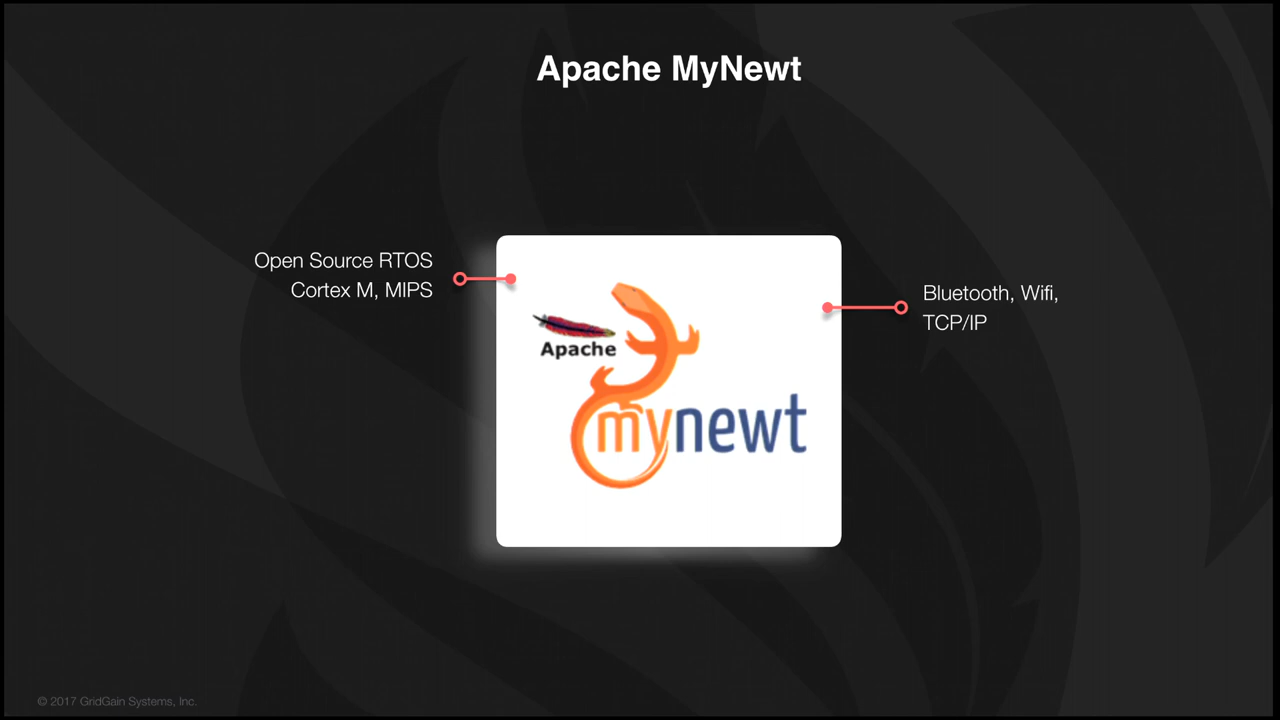 Apache MyNewt
Open Source RTOS
Cortex M, MIPS
Bluetooth, Wifi,
TCP/IP
Apache
mynewt
© 2017 GridGain Systems, Inc.